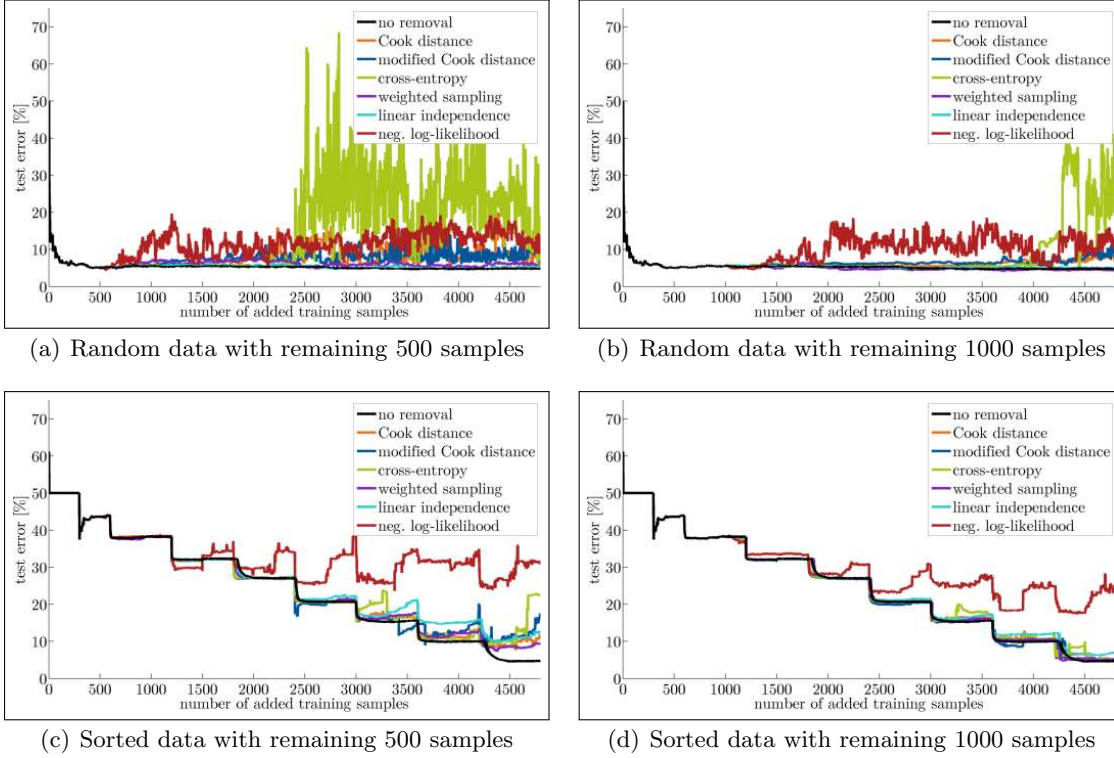 70
60
50
40
30
20
10
0
test error [%]
no removal
Cook distance
modified Cook distance
cross-entropy
weighted sampling
linear independence
neg. log-likelihood
0 500 1000 1500 2000 2500 3000 3500 4000 4500
number of added training samples
(a) Random data with remaining 500 samples
70
60
50
40
30
20
10
0
test error [%]
no removal
Cook distance
modified Cook distance
cross-entropy
weighted sampling
linear independence
neg. log-likelihood
0 500 1000 1500 2000 2500 3000 3500 4000 4500
number of added training samples
(b) Random data with remaining 1000 samples
70
60
50
40
30
20
10
0
test error [%]
no removal
Cook distance
modified Cook distance
cross-entropy
weighted sampling
linear independence
neg. log-likelihood
0 500 1000 1500 2000 2500 3000 3500 4000 4500
number of added training samples
(c) Sorted data with remaining 500 samples
70
60
50
40
30
20
10
0
test error [%]
no removal
Cook distance
modified Cook distance
cross-entropy
weighted sampling
linear independence
neg. log-likelihood
0 500 1000 1500 2000 2500 3000 3500 4000 4500
number of added training samples
(d) Sorted data with remaining 1000 samples